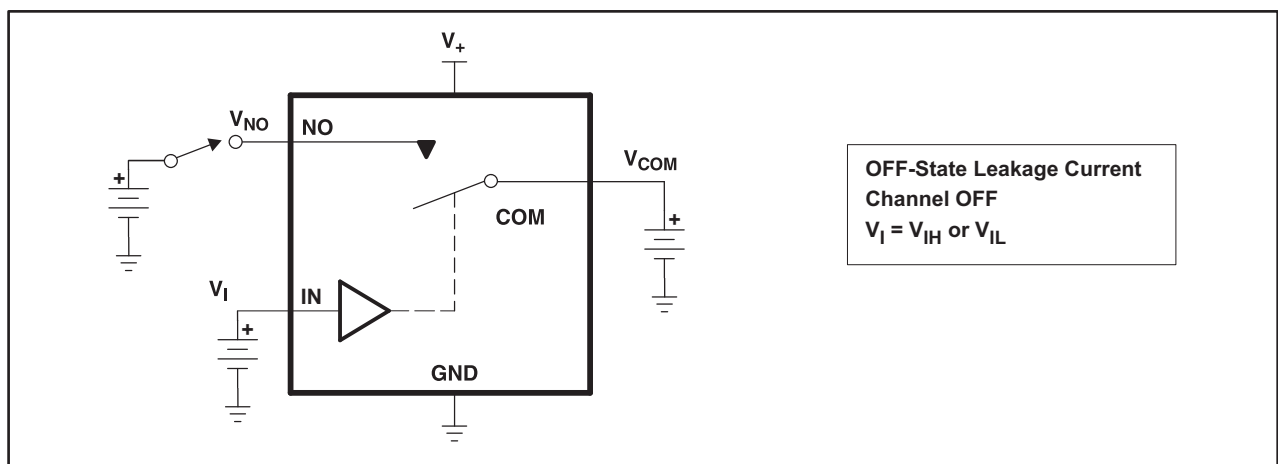 V+
VNO
NO
+
VCOM
COM
+
VI
IN
+
GND
OFF-State Leakage Current
Channel OFF
VI = VIH or VIL